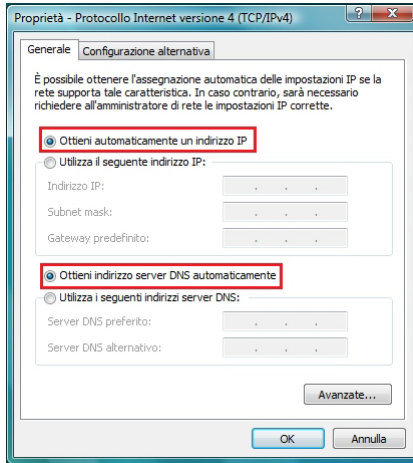 Proprietà - Protocollo Internet versione 4 (TCP/IPv4)
Generale Configurazione alternativa
È possibile ottenere l'assegnazione automatica delle impostazioni IP se la
rete supporta tale caratteristica. In caso contrario, sarà necessario
richiedere all'amministratore di rete le impostazioni IP corrette.
Ottieni automaticamente un indirizzo IP
Utilizza il seguente indirizzo IP:
Indirizzo IP:
Subnet mask:
Gateway predefinito:
Ottieni indirizzo server DNS automaticamente
Utilizza i seguenti indirizzi server DNS:
Server DNS preferito:
Server DNS alternativo:
Avanzate...
OK Annulla